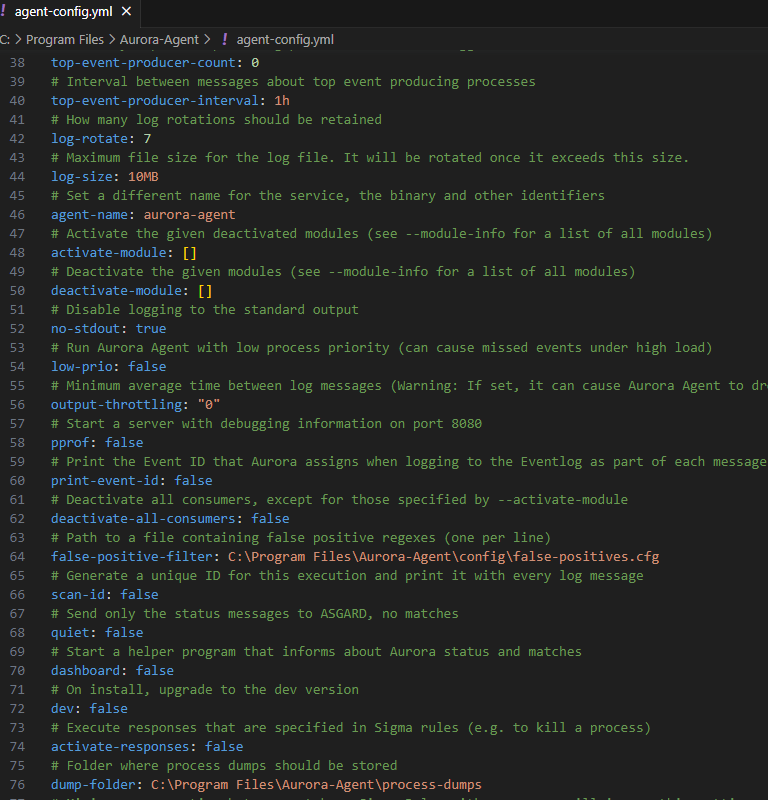 ! agent-config.yml ×
C: > Program Files > Aurora-Agent > ! agent-config.yml
38 top-event-producer-count: 0
39 # Interval between messages about top event producing processes
40 top-event-producer-interval: 1h
41 # How many log rotations should be retained
42 log-rotate: 7
43 # Maximum file size for the log file. It will be rotated once it exceeds this size.
44 log-size: 10MB
45 # Set a different name for the service, the binary and other identifiers
46 agent-name: aurora-agent
47 # Activate the given deactivated modules (see --module-info for a list of all modules)
48 activate-module: []
49 # Deactivate the given modules (see --module-info for a list of all modules)
50 deactivate-module: []
51 # Disable logging to the standard output
52 no-stdout: true
53 # Run Aurora Agent with low process priority (can cause missed events under high load)
54 low-prio: false
55 # Minimum average time between log messages (Warning: If set, it can cause Aurora Agent to dr
56 output-throttling: "0"
57 # Start a server with debugging information on port 8080
58 pprof: false
59 # Print the Event ID that Aurora assigns when logging to the Eventlog as part of each message
60 print-event-id: false
61 # Deactivate all consumers, except for those specified by --activate-module
62 deactivate-all-consumers: false
63 # Path to a file containing false positive regexes (one per line)
64 false-positive-filter: C:\Program Files\Aurora-Agent\config\false-positives.cfg
65 # Generate a unique ID for this execution and print it with every log message
66 scan-id: false
67 # Send only the status messages to ASGARD, no matches
68 quiet: false
69 # Start a helper program that informs about Aurora status and matches
70 dashboard: false
71 # On install, upgrade to the dev version
72 dev: false
73 # Execute responses that are specified in Sigma rules (e.g. to kill a process)
74 activate-responses: false
75 # Folder where process dumps should be stored
76 dump-folder: C:\Program Files\Aurora-Agent\process-dumps